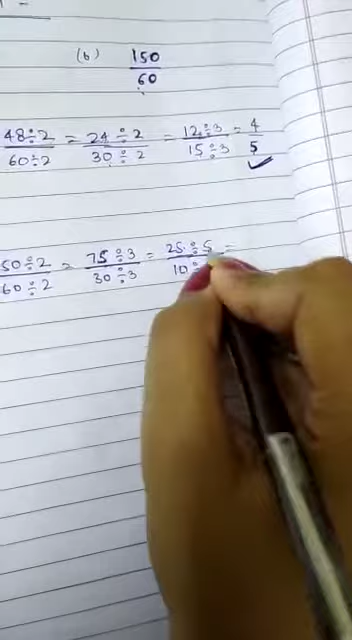 (b) 150/60
48÷2/60÷2 = 24÷2/30÷2 = 12÷3/15÷3 = 4/5 ✓
50÷2/60÷2 = 75÷3/30÷3 = 25÷5/10÷ =